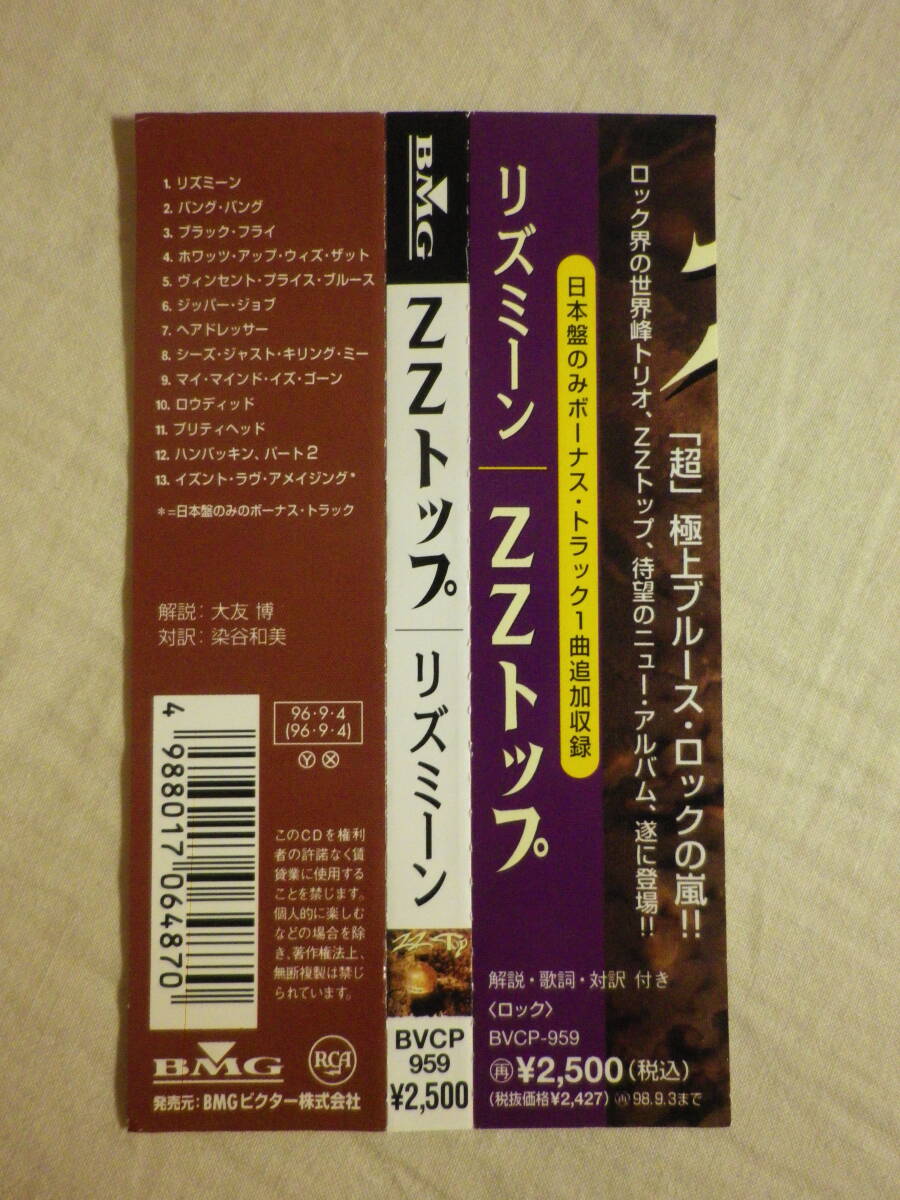 1. リズミーン
2. バング・バング
3. ブラック・フライ
4. ホワッツ・アップ・ウィズ・ザット
5. ヴィンセント・プライス・ブルース
6. ジッパー・ジョブ
7. ヘアドレッサー
8. シーズ・ジャスト・キリング・ミー
9. マイ・マインド・イズ・ゴーン
10. ロウディッド
11. プリティヘッド
12. ハンバッキン、パート2
13. イズント・ラヴ・アメイジング*
*=日本盤のみのボーナス・トラック
解説：大友 博
対訳：染谷和美
96・9・4
(96・9・4)
Ⓨ Ⓧ
このCDを権利
者の許諾なく賃
貸業に使用する
ことを禁じます。
個人的に楽しむ
などの場合を除
き、著作権法上、
無断複製は禁じ
られています。
4 988017 064870
BMG
RCA
発売元：BMGビクター株式会社
BMG
ZZトップ
リズミーン
ZZ Top
BVCP
959
¥2,500
リズミーン
ZZトップ
日本盤のみボーナス・トラック1曲追加収録
「超」極上ブルース・ロックの嵐!!
ロック界の世界峰トリオ、ZZトップ、待望のニュー・アルバム、遂に登場!!
解説・歌詞・対訳 付き
〈ロック〉
BVCP-959
㊢¥2,500(税込)
(税抜価格¥2,427) 98.9.3まで